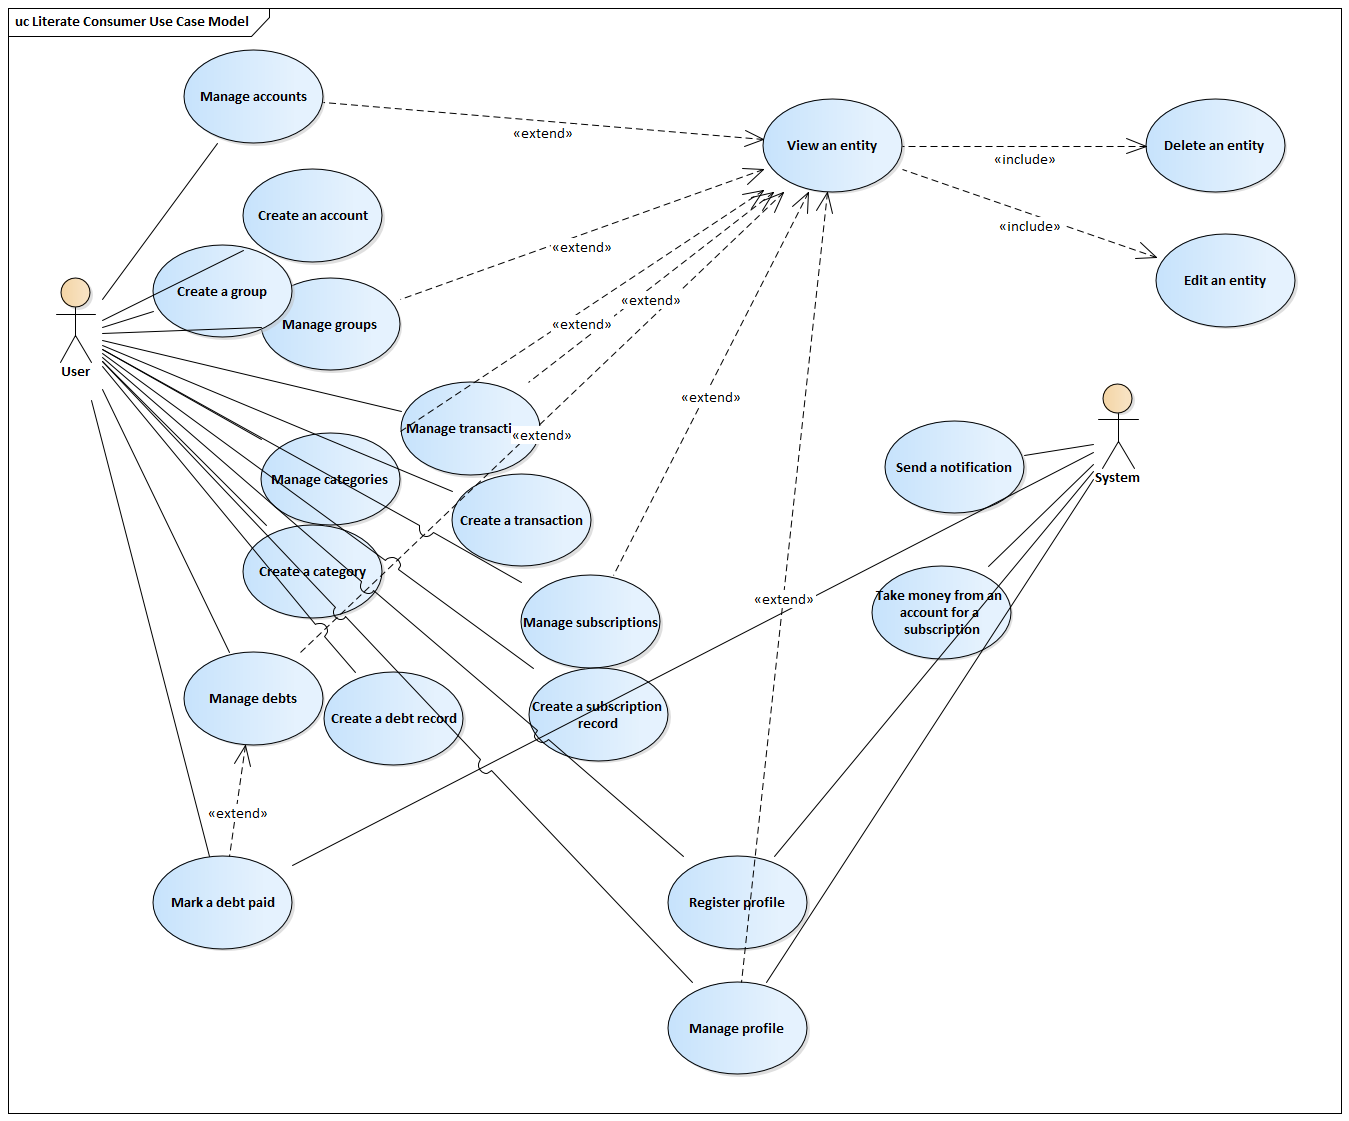 uc Literate Consumer Use Case Model
Manage accounts
«extend»
View an entity
«include»
Delete an entity
Create an account
«include»
«extend»
Create a group
Edit an entity
Manage groups
«extend»
«extend»
User
«extend»
Manage transacti
«extend»
Send a notification
System
Manage categories
Create a transaction
Create a category
«extend»
Take money from an
account for a
subscription
Manage subscriptions
Manage debts
Create a debt record
Create a subscription
record
«extend»
Mark a debt paid
Register profile
Manage profile